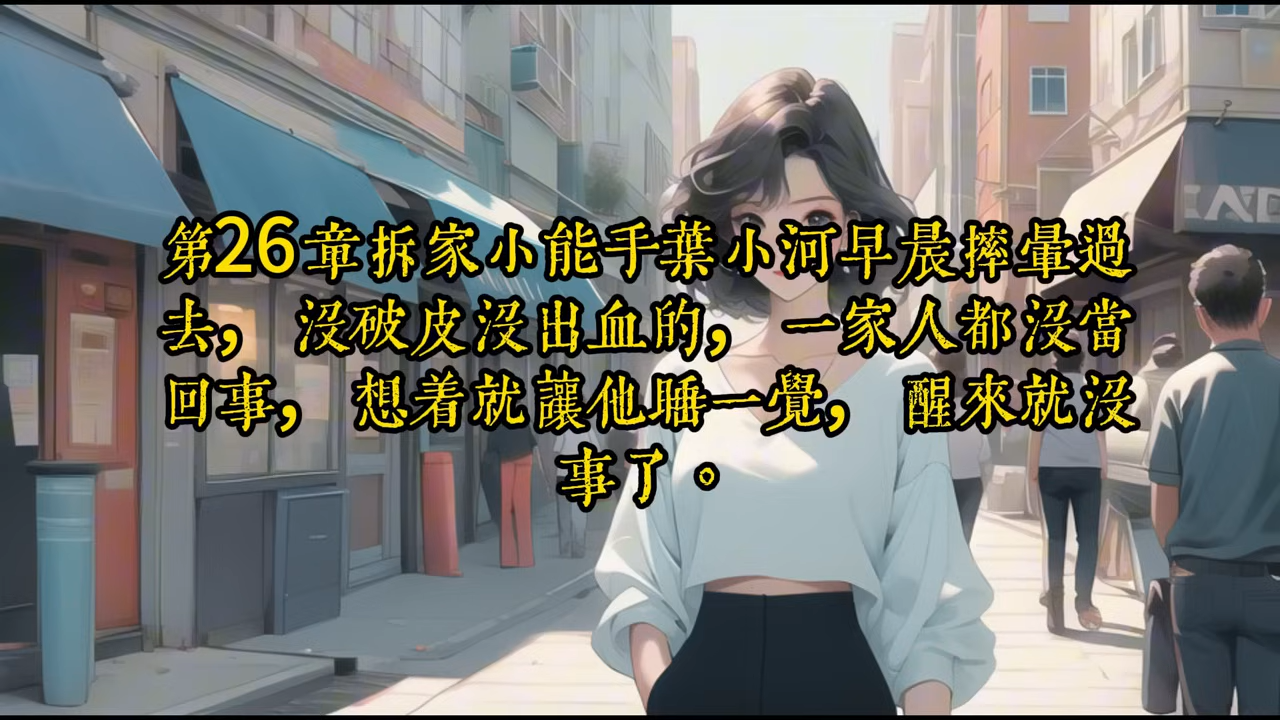 第26章拆家小能手葉小河早晨摔暈過
去，沒破皮沒出血的，一家人都沒當
回事，想着就讓他睡一覺，醒來就沒
事了。